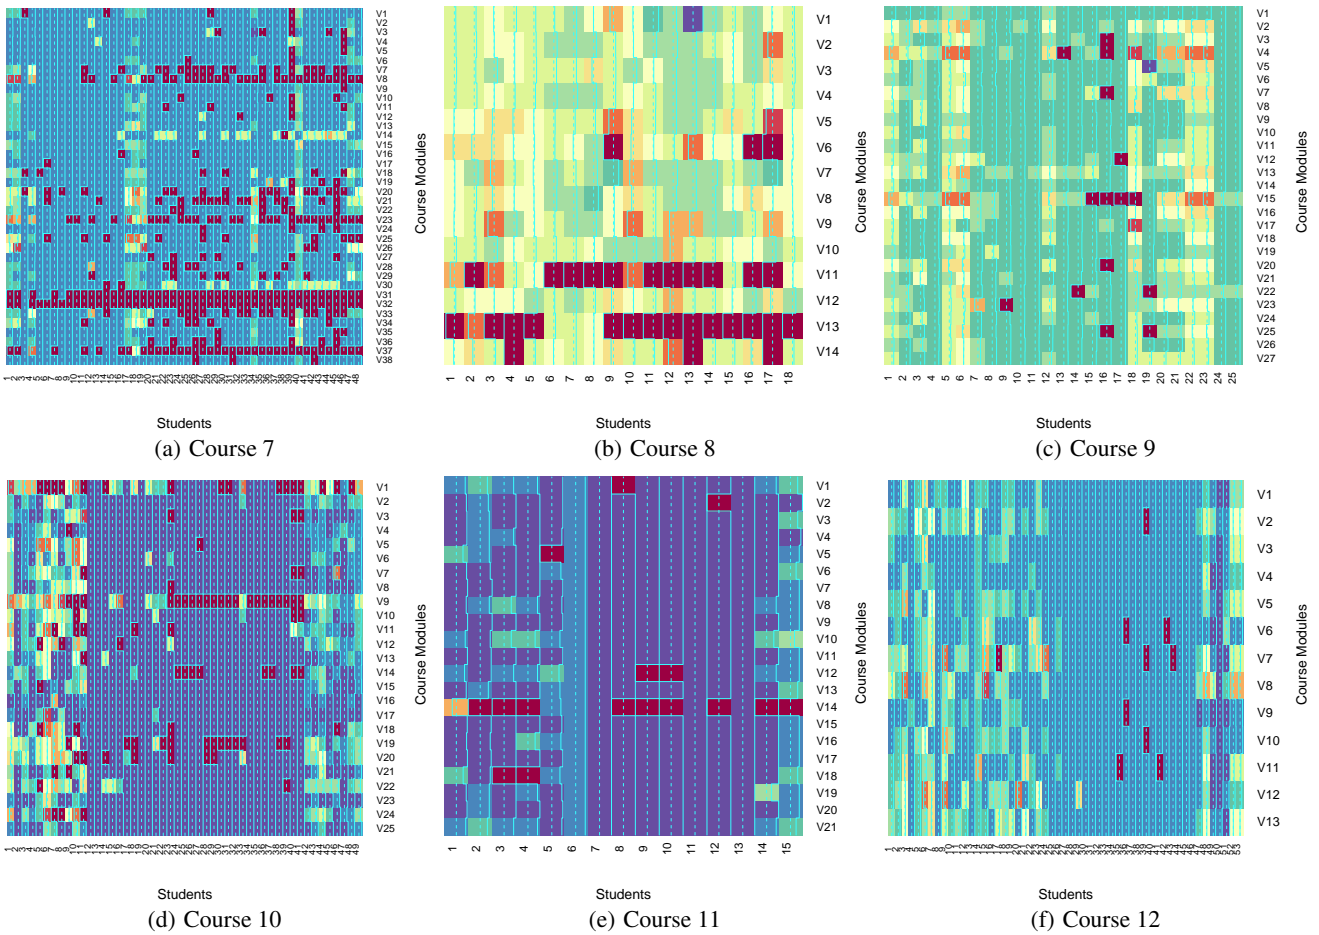 V1
V2
V3
V4
V5
V6
V7
V8
V9
V10
V11
V12
V13
V14
V15
V16
V17
V18
V19
V20
V21
V22
V23
V24
V25
V26
V27
V28
V29
V30
V31
V32
V33
V34
V35
V36
V37
V38
Course Modules
Students
(a) Course 7
V1
V2
V3
V4
V5
V6
V7
V8
V9
V10
V11
V12
V13
V14
Course Modules
1 2 3 4 5 6 7 8 9 10 11 12 13 14 15 16 17 18
Students
(b) Course 8
V1
V2
V3
V4
V5
V6
V7
V8
V9
V10
V11
V12
V13
V14
V15
V16
V17
V18
V19
V20
V21
V22
V23
V24
V25
V26
V27
Course Modules
1 2 3 4 5 6 7 8 9 10 11 12 13 14 15 16 17 18 19 20 21 22 23 24 25
Students
(c) Course 9
V1
V2
V3
V4
V5
V6
V7
V8
V9
V10
V11
V12
V13
V14
V15
V16
V17
V18
V19
V20
V21
V22
V23
V24
V25
Course Modules
Students
(d) Course 10
V1
V2
V3
V4
V5
V6
V7
V8
V9
V10
V11
V12
V13
V14
V15
V16
V17
V18
V19
V20
V21
Course Modules
1 2 3 4 5 6 7 8 9 10 11 12 13 14 15
Students
(e) Course 11
V1
V2
V3
V4
V5
V6
V7
V8
V9
V10
V11
V12
V13
Course Modules
Students
(f) Course 12